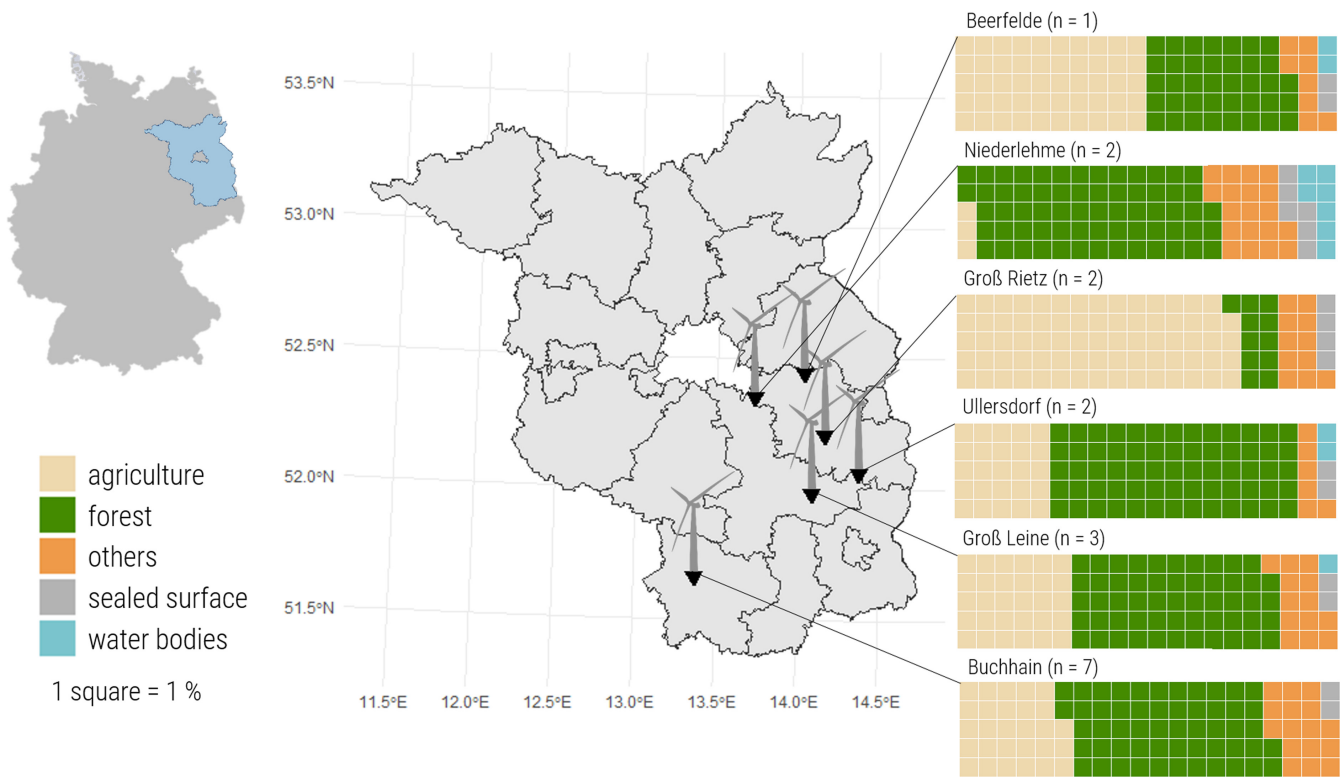 53.5°N
53.0°N
52.5°N
52.0°N
51.5°N
11.5°E
12.0°E
12.5°E
13.0°E
13.5°E
14.0°E
14.5°E
agriculture
forest
others
sealed surface
water bodies
1 square = 1 %
Beerfelde (n = 1)
Niederlehme (n = 2)
Groß Rietz (n = 2)
Ullersdorf (n = 2)
Groß Leine (n = 3)
Buchhain (n = 7)